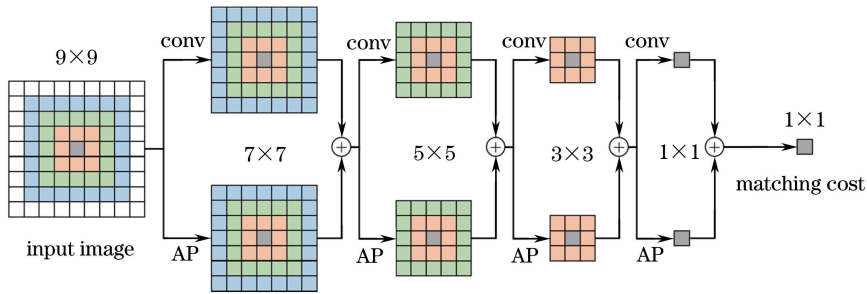 9×9
conv
conv
conv
conv
7×7
5×5
3×3
1×1
1×1
matching cost
input image
AP
AP
AP
AP